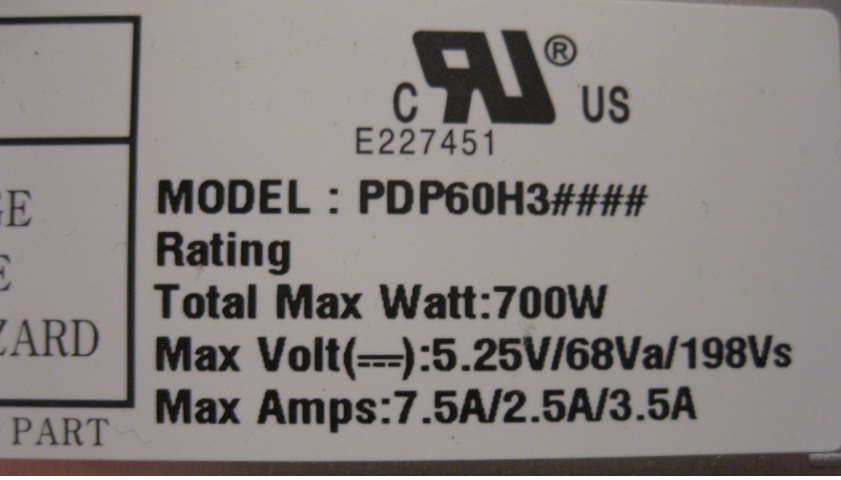 C RU® US
E227451
MODEL : PDP60H3####
Rating
Total Max Watt:700W
Max Volt(⎓):5.25V/68Va/198Vs
Max Amps:7.5A/2.5A/3.5A
GE
E
ZARD
PART